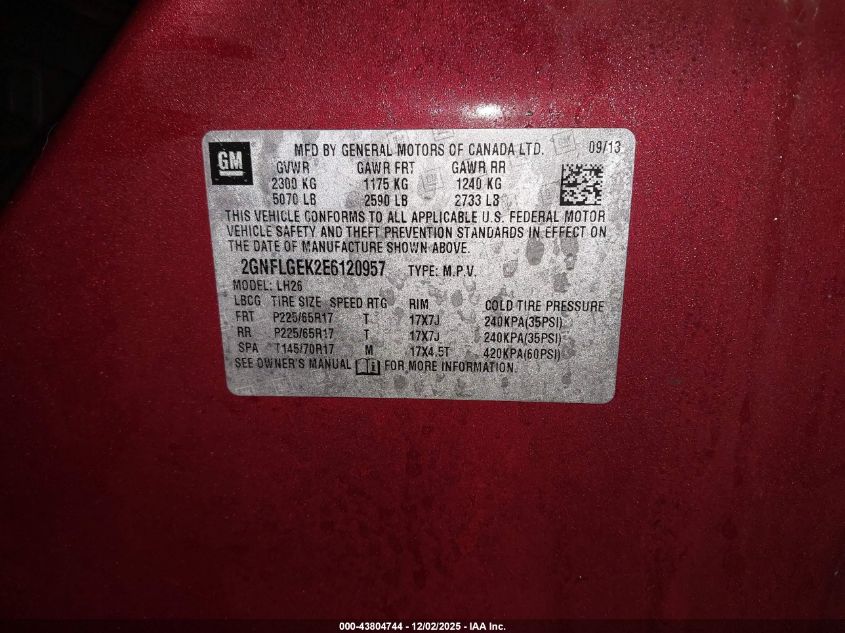 GM
MFD BY GENERAL MOTORS OF CANADA LTD. 09/13
GVWR GAWR FRT GAWR RR
2300 KG 1175 KG 1240 KG
5070 LB 2590 LB 2733 LB
THIS VEHICLE CONFORMS TO ALL APPLICABLE U.S. FEDERAL MOTOR
VEHICLE SAFETY AND THEFT PREVENTION STANDARDS IN EFFECT ON
THE DATE OF MANUFACTURE SHOWN ABOVE.
2GNFLGEK2E6120957 TYPE: M.P.V.
MODEL: LH26
LBCG TIRE SIZE SPEED RTG RIM COLD TIRE PRESSURE
FRT P225/65R17 T 17X7J 240KPA(35PSI)
RR P225/65R17 T 17X7J 240KPA(35PSI)
SPA T145/70R17 M 17X4.5T 420KPA(60PSI)
SEE OWNER'S MANUAL FOR MORE INFORMATION.
000-43804744 - 12/02/2025 - IAA Inc.